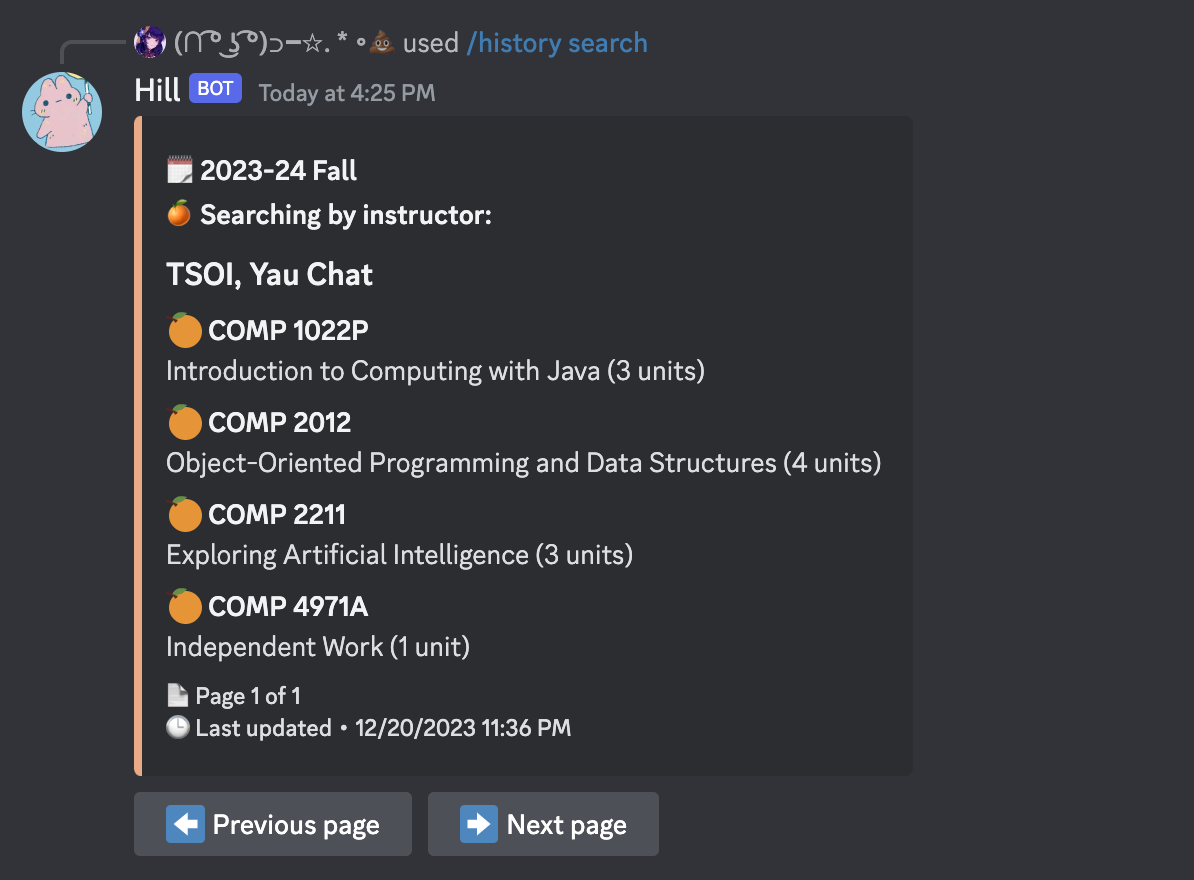 (ᑎ ͡° ͜ʖ ͡°)⊃━☆ﾟ. * ･ 💩 used /history search
Hill BOT Today at 4:25 PM
🗓️ 2023-24 Fall
🍊 Searching by instructor:
TSOI, Yau Chat
🍊 COMP 1022P
Introduction to Computing with Java (3 units)
🍊 COMP 2012
Object-Oriented Programming and Data Structures (4 units)
🍊 COMP 2211
Exploring Artificial Intelligence (3 units)
🍊 COMP 4971A
Independent Work (1 unit)
📄 Page 1 of 1
🕒 Last updated • 12/20/2023 11:36 PM
⬅️ Previous page ➡️ Next page